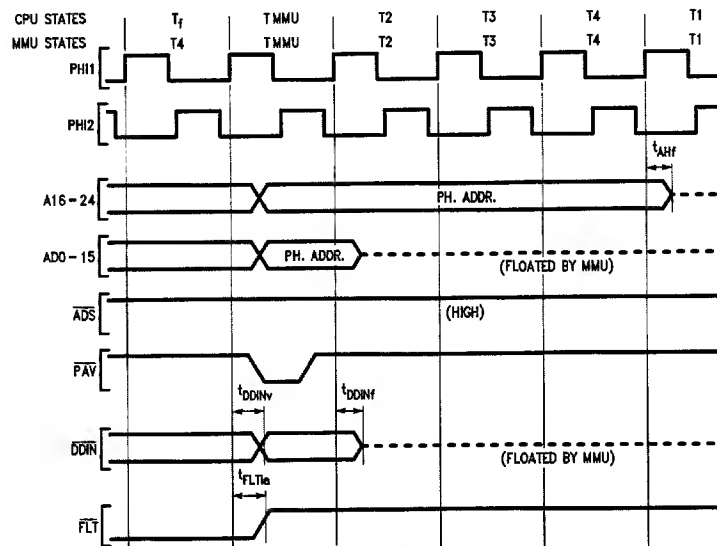 CPU STATES Tf TMMU T2 T3 T4 T1
MMU STATES T4 TMMU T2 T3 T4 T1
PHI1
PHI2
tAHf
A16-24 PH. ADDR.
AD0-15 PH. ADDR. (FLOATED BY MMU)
ADS (HIGH)
PAV
tDDINv tDDINf
DDIN (FLOATED BY MMU)
tFLTia
FLT